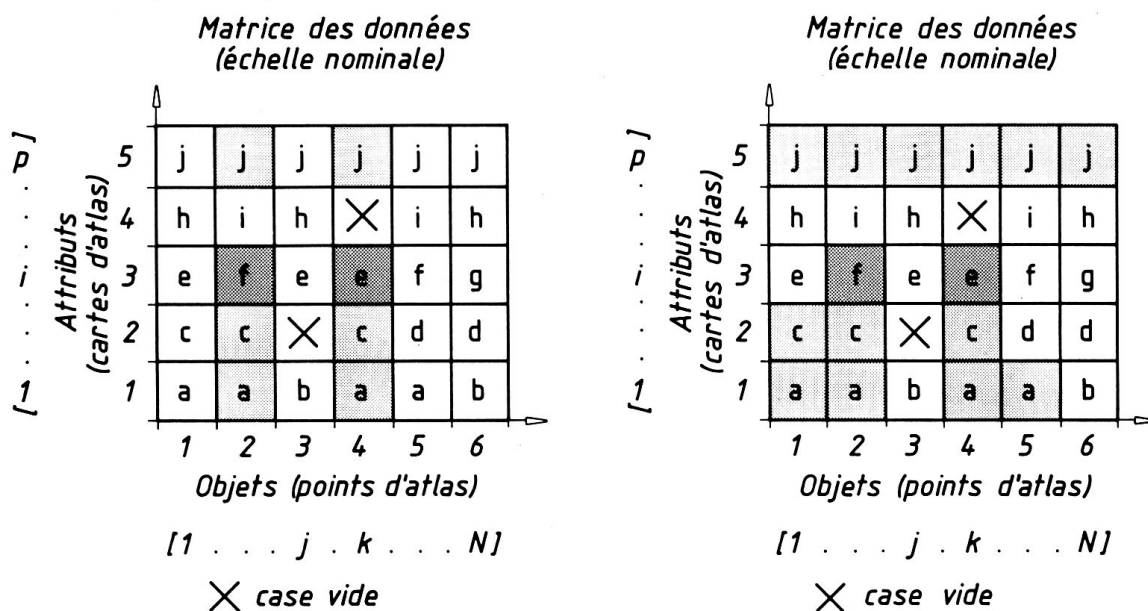 Matrice des données
(échelle nominale)
p]
.
.
.
i
.
.
.
[1
Attributs
(cartes d'atlas)
5 j j j j j j
4 h i h i h
3 e f e e f g
2 c c c d d
1 a a b a a b
1 2 3 4 5 6
Objets (points d'atlas)
[1 . . . j . k . . . N]
case vide
Matrice des données
(échelle nominale)
p]
.
.
.
i
.
.
.
[1
Attributs
(cartes d'atlas)
5 j j j j j j
4 h i h i h
3 e f e e f g
2 c c c d d
1 a a b a a b
1 2 3 4 5 6
Objets (points d'atlas)
[1 . . . j . k . . . N]
case vide